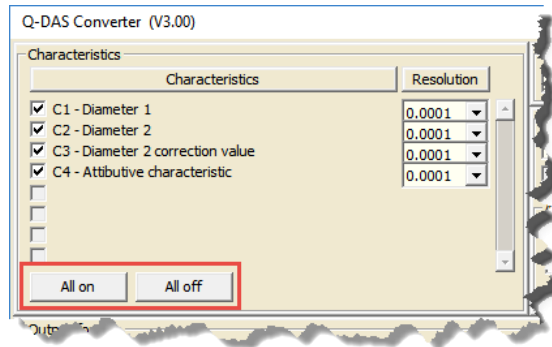 Q-DAS Converter (V3.00)
Characteristics
Characteristics Resolution
C1 - Diameter 1 0.0001
C2 - Diameter 2 0.0001
C3 - Diameter 2 correction value 0.0001
C4 - Attibutive characteristic 0.0001
All on All off